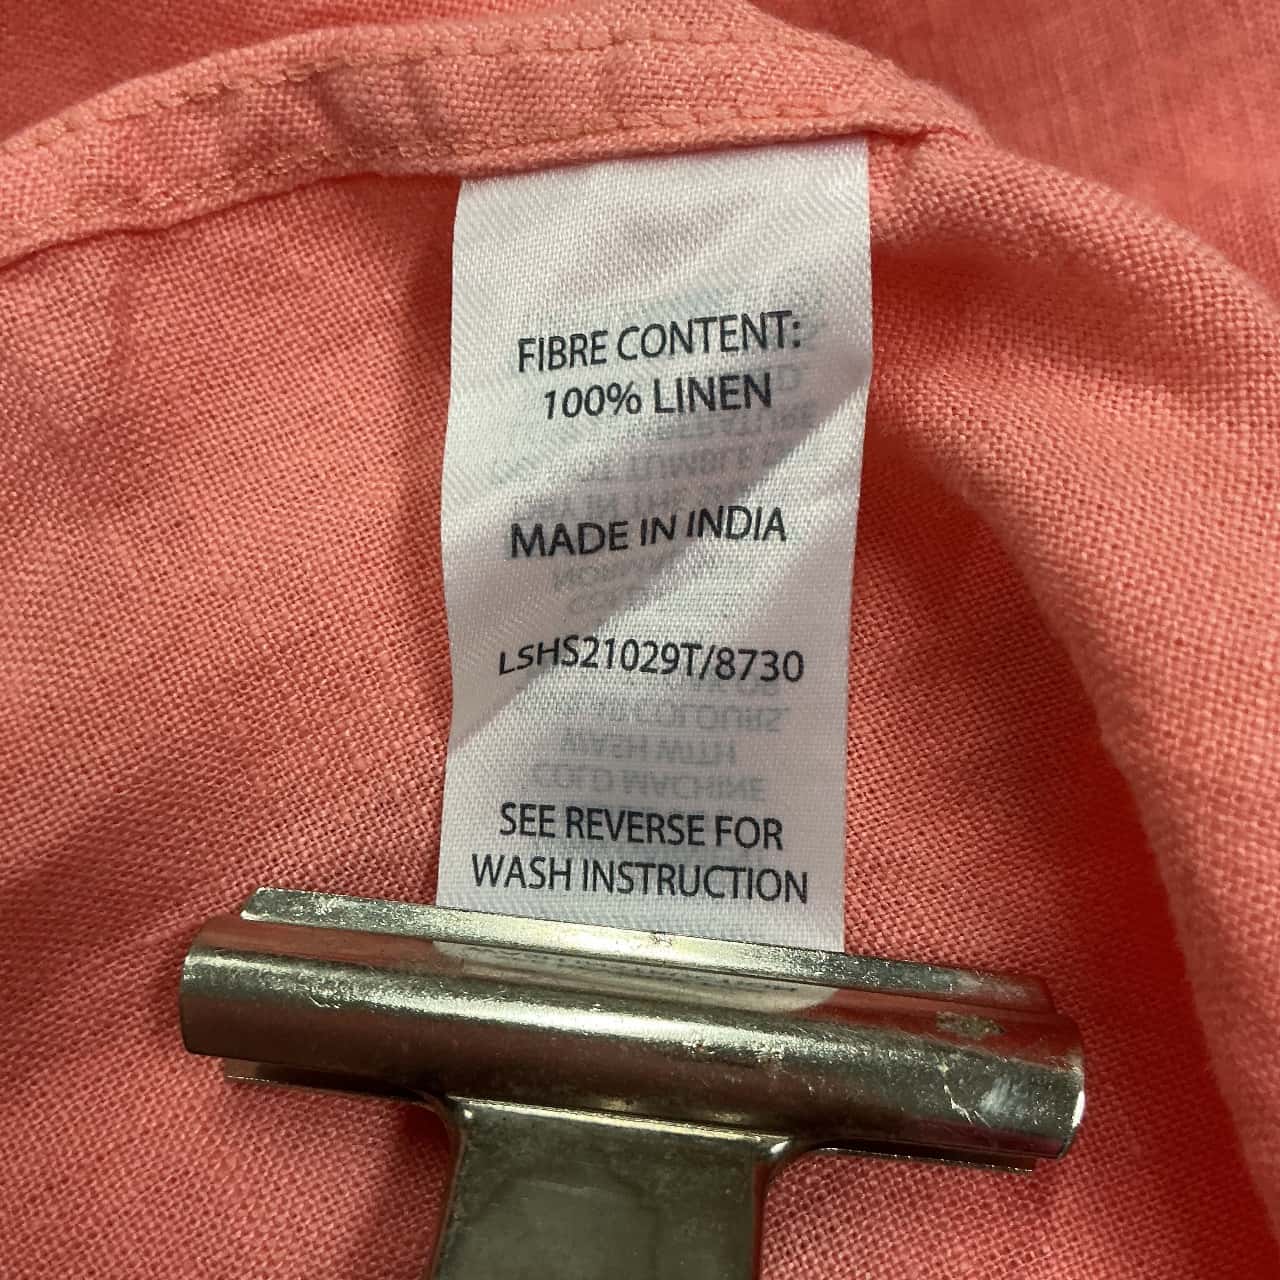 FIBRE CONTENT:
100% LINEN
MADE IN INDIA
LSHS21029T/8730
SEE REVERSE FOR
WASH INSTRUCTION